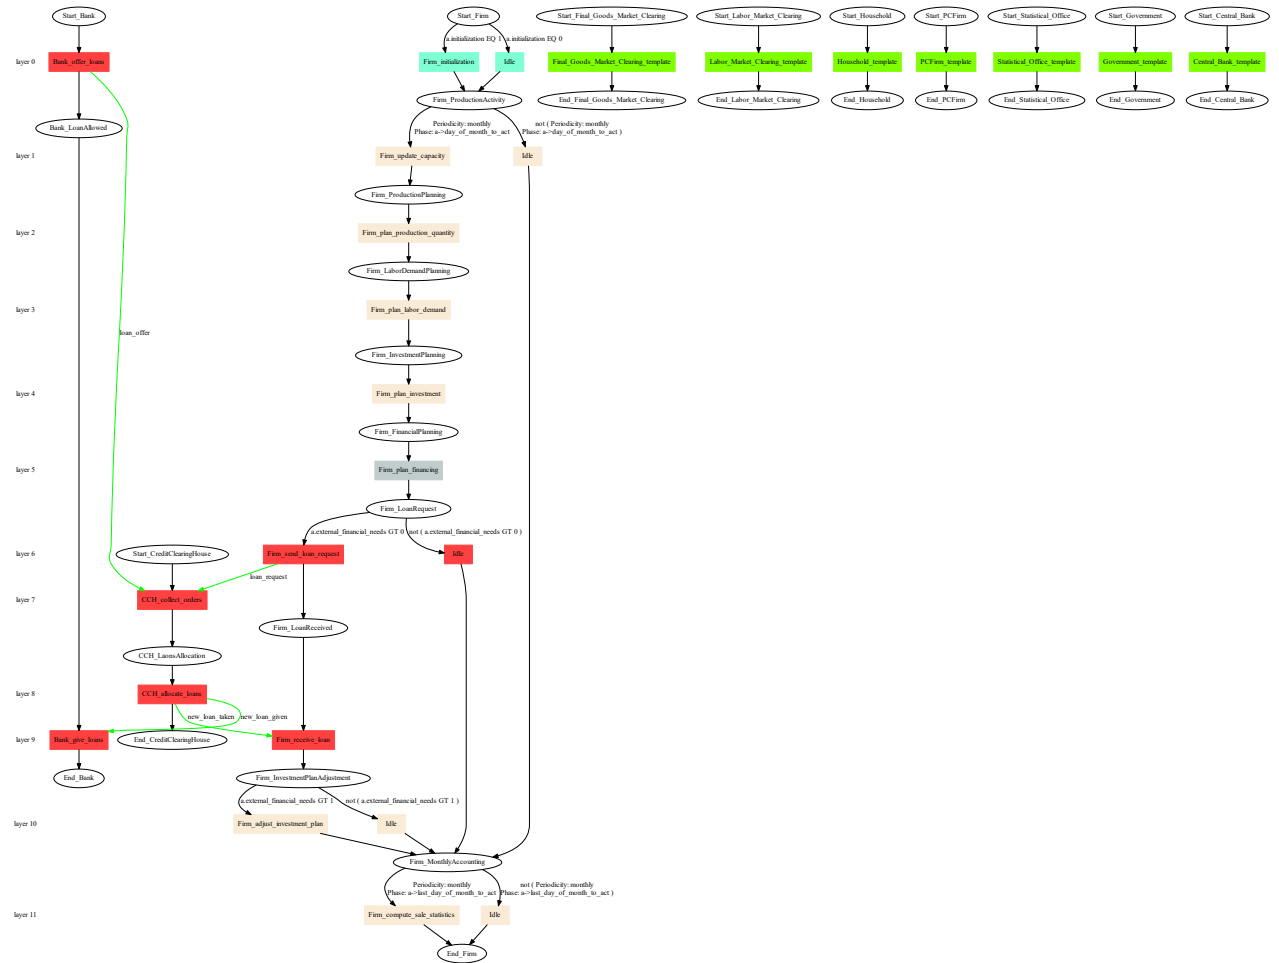 Start_Bank
Start_Firm
Start_Final_Goods_Market_Clearing
Start_Labor_Market_Clearing
Start_Household
Start_PCFirm
Start_Statistical_Office
Start_Government
Start_Central_Bank
a.initialization EQ 1
a.initialization EQ 0
layer 0
Bank_offer_loans
Firm_initialization
Idle
Final_Goods_Market_Clearing_template
Labor_Market_Clearing_template
Household_template
PCFirm_template
Statistical_Office_template
Government_template
Central_Bank_template
Firm_ProductionActivity
End_Final_Goods_Market_Clearing
End_Labor_Market_Clearing
End_Household
End_PCFirm
End_Statistical_Office
End_Government
End_Central_Bank
Bank_LoanAllowed
Periodicity: monthly
Phase: a->day_of_month_to_act
not ( Periodicity: monthly
Phase: a->day_of_month_to_act )
layer 1
Firm_update_capacity
Idle
Firm_ProductionPlanning
layer 2
Firm_plan_production_quantity
Firm_LaborDemandPlanning
layer 3
Firm_plan_labor_demand
loan_offer
Firm_InvestmentPlanning
layer 4
Firm_plan_investment
Firm_FinancialPlanning
layer 5
Firm_plan_financing
Firm_LoanRequest
a.external_financial_needs GT 0
not ( a.external_financial_needs GT 0 )
layer 6
Start_CreditClearingHouse
Firm_send_loan_request
Idle
loan_request
layer 7
CCH_collect_orders
Firm_LoanReceived
CCH_LaonsAllocation
layer 8
CCH_allocate_loans
new_loan_taken
new_loan_given
layer 9
Bank_give_loans
End_CreditClearingHouse
Firm_receive_loan
End_Bank
Firm_InvestmentPlanAdjustment
a.external_financial_needs GT 1
not ( a.external_financial_needs GT 1 )
layer 10
Firm_adjust_investment_plan
Idle
Firm_MonthlyAccounting
Periodicity: monthly
Phase: a->last_day_of_month_to_act
not ( Periodicity: monthly
Phase: a->last_day_of_month_to_act )
layer 11
Firm_compute_sale_statistics
Idle
End_Firm